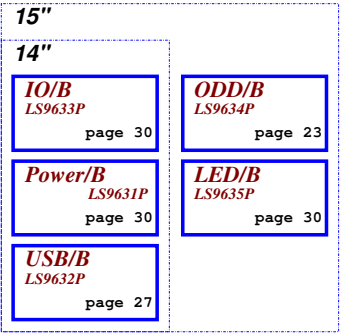 15"
14"
IO/B
LS9633P
page 30
ODD/B
LS9634P
page 23
Power/B
LS9631P
page 30
LED/B
LS9635P
page 30
USB/B
LS9632P
page 27